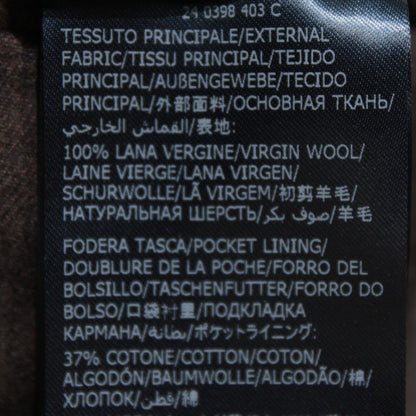 24 0398 403 C
TESSUTO PRINCIPALE/EXTERNAL
FABRIC/TISSU PRINCIPAL/TEJIDO
PRINCIPAL/AUßENGEWEBE/TECIDO
PRINCIPAL/外部面料/ОСНОВНАЯ ТКАНЬ/
القماش الخارجي/表地:
100% LANA VERGINE/VIRGIN WOOL/
LAINE VIERGE/LANA VIRGEN/
SCHURWOLLE/LÃ VIRGEM/初剪羊毛/
НАТУРАЛЬНАЯ ШЕРСТЬ/صوف بكر/羊毛
FODERA TASCA/POCKET LINING/
DOUBLURE DE LA POCHE/FORRO DEL
BOLSILLO/TASCHENFUTTER/FORRO DO
BOLSO/口袋衬里/ПОДКЛАДКА
КАРМАНА/بطانة/ポケットライニング:
37% COTONE/COTTON/COTON/
ALGODÓN/BAUMWOLLE/ALGODÃO/棉/
ХЛОПОК/قطن/綿